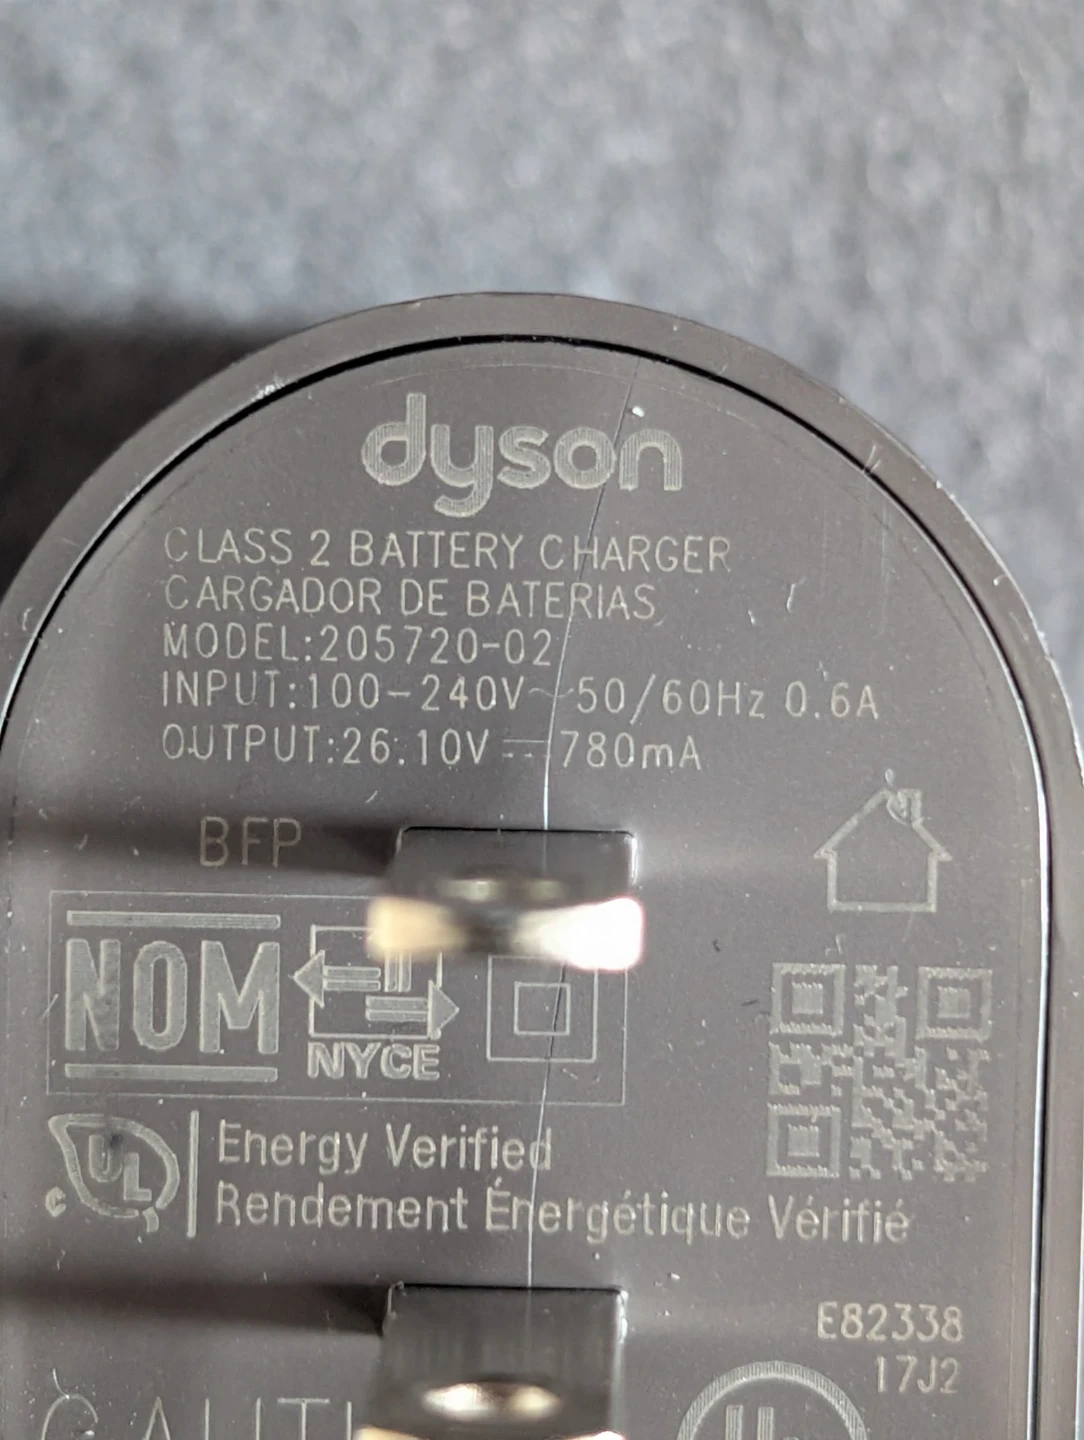 dyson
CLASS 2 BATTERY CHARGER
CARGADOR DE BATERIAS
MODEL:205720-02
INPUT:100-240V~50/60Hz 0.6A
OUTPUT:26.10V⎓780mA
BFP
NOM
NYCE
c UL
Energy Verified
Rendement Énergétique Vérifié
E82338
17J2